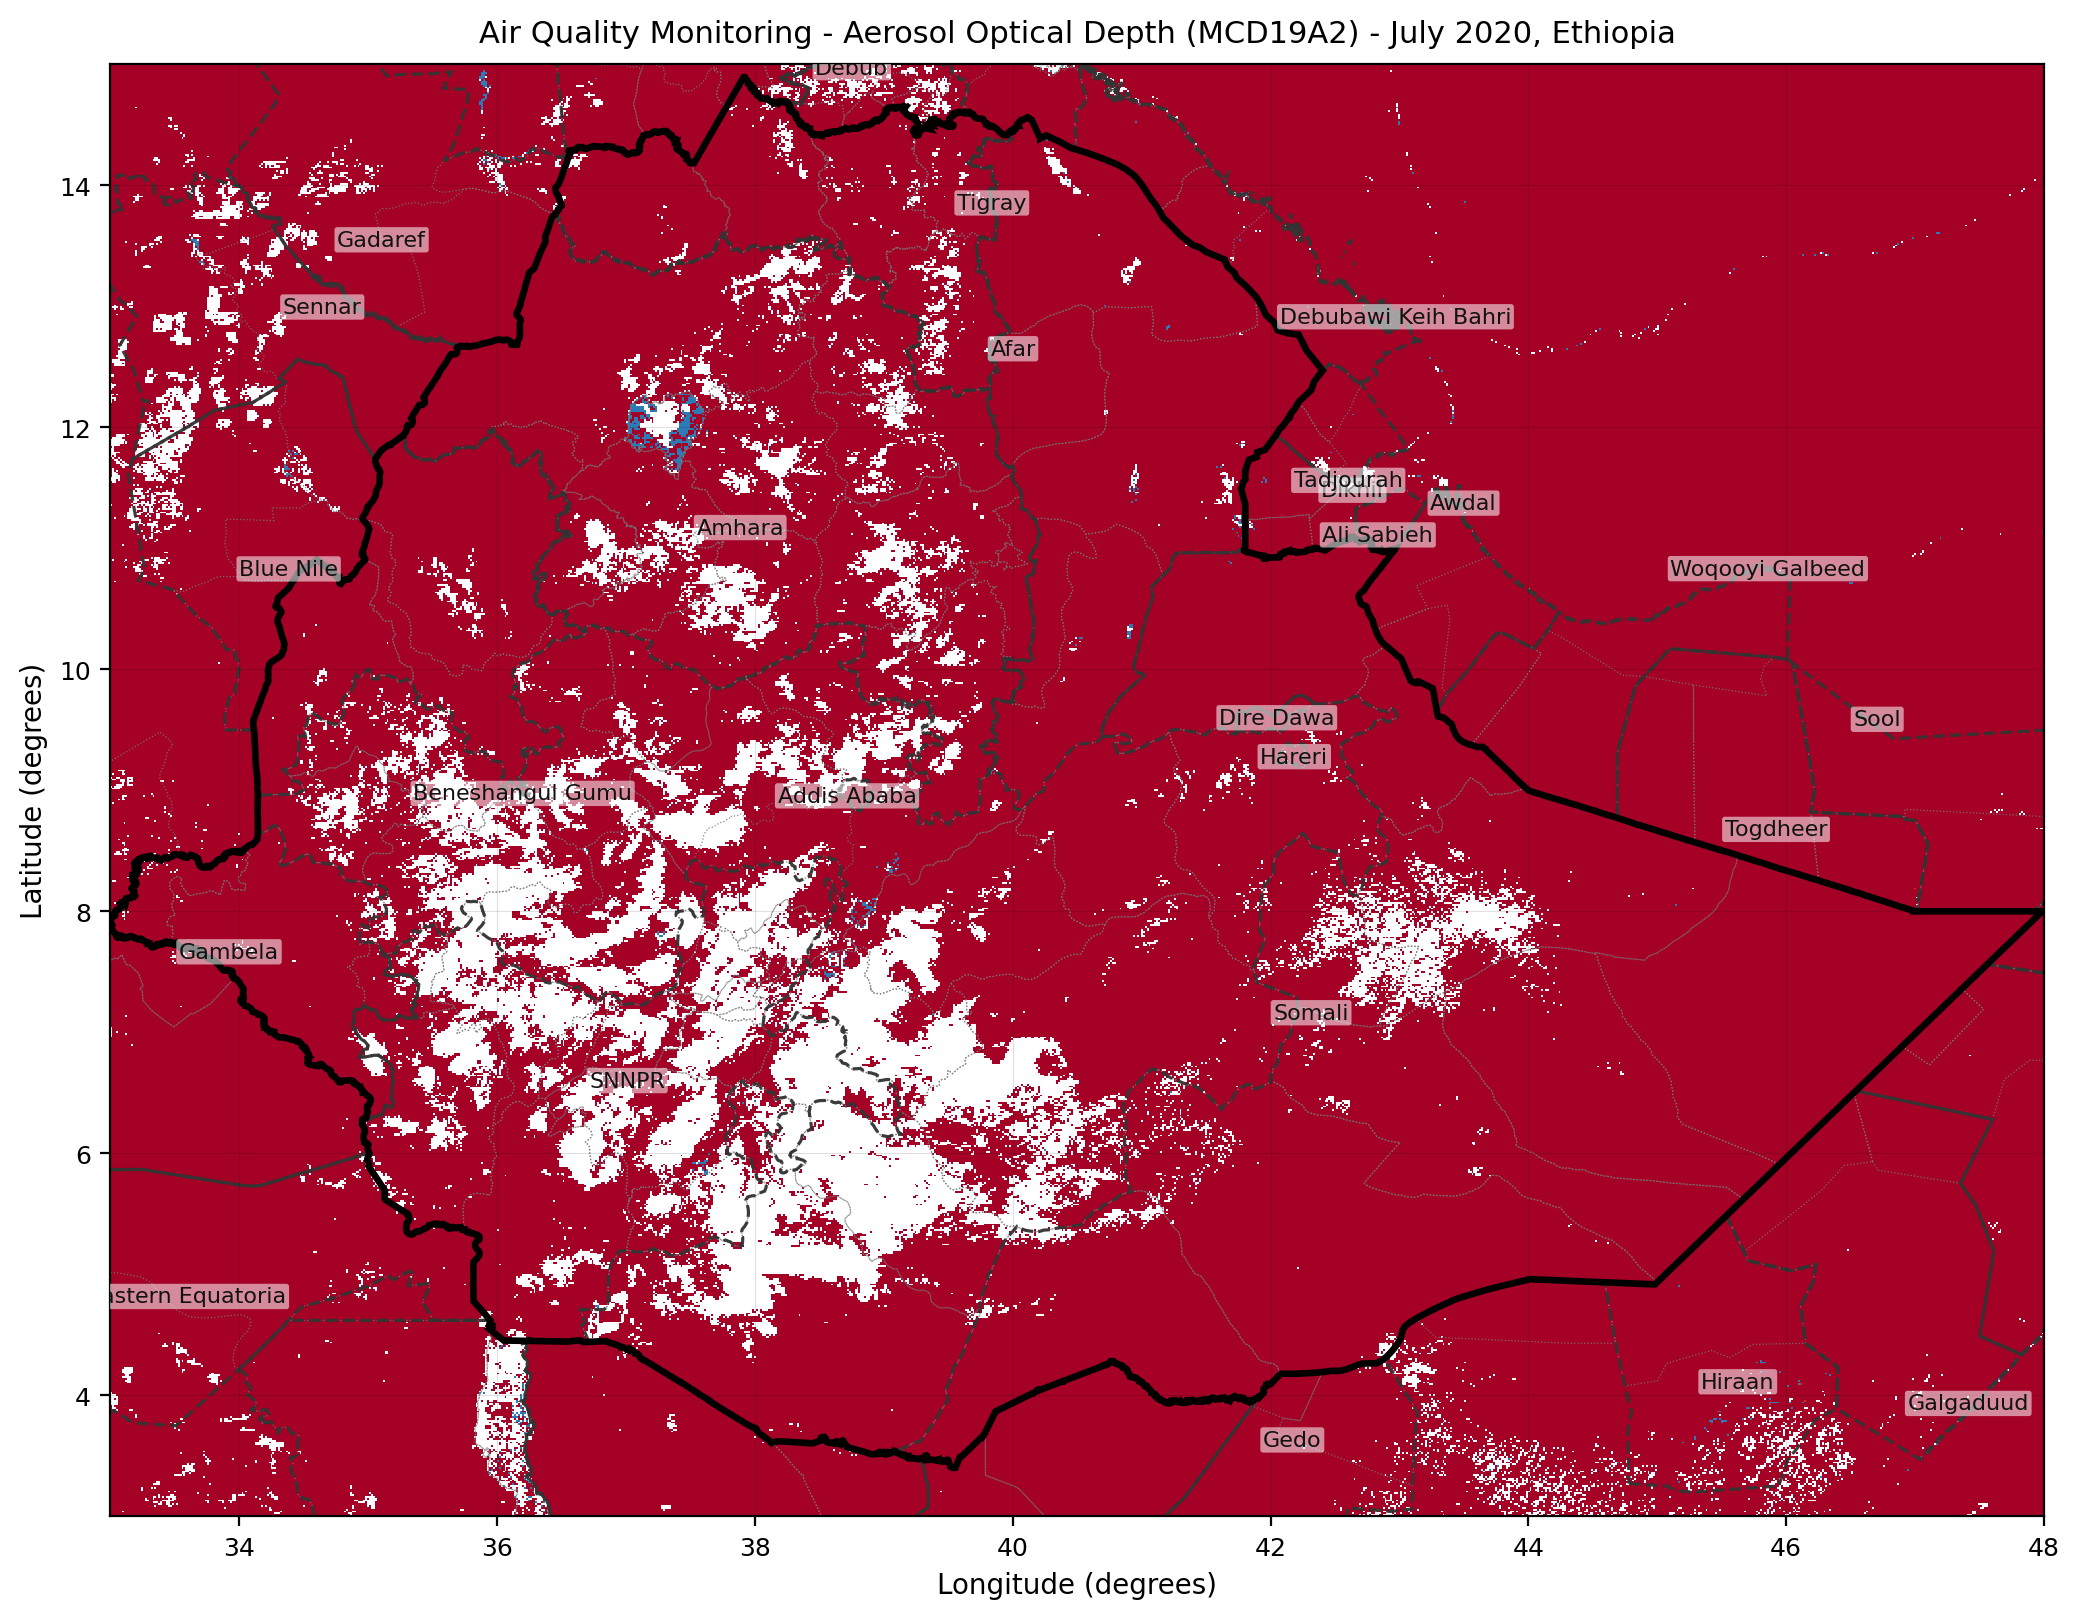 Air Quality Monitoring - Aerosol Optical Depth (MCD19A2) - July 2020, Ethiopia
Debub
14
Tigray
Gadaref
Sennar
Debubawi Keih Bahri
Afar
12
Tadjourah
Dikhil
Awdal
Amhara
Ali Sabieh
Blue Nile
Woqooyi Galbeed
10
Dire Dawa
Sool
Hareri
Beneshangul Gumu
Addis Ababa
Togdheer
8
Gambela
Somali
SNNPR
6
astern Equatoria
4
Hiraan
Galgaduud
Gedo
34
36
38
40
42
44
46
48
Longitude (degrees)
Latitude (degrees)